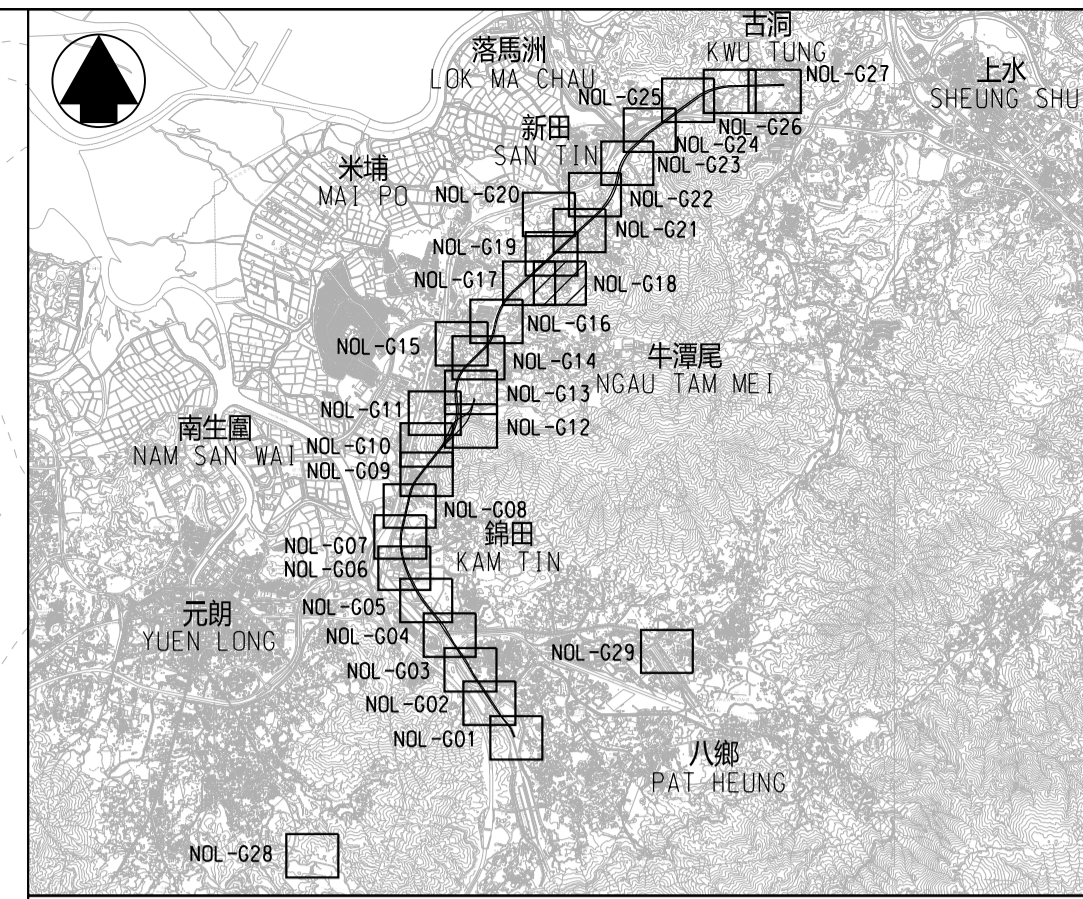 古洞
KWU TUNG
落馬洲
LOK MA CHAU
上水
SHEUNG SHU
NOL-G27
NOL-G25
NOL-G26
新田
SAN TIN
NOL-G24
米埔
MAI PO
NOL-G23
NOL-G20
NOL-G22
NOL-G21
NOL-G19
NOL-G17
NOL-G18
NOL-G16
NOL-G15
NOL-G14
牛潭尾
NGAU TAM MEI
NOL-G13
NOL-G11
NOL-G12
南生圍
NAM SAN WAI
NOL-G10
NOL-G09
NOL-G08
錦田
KAM TIN
NOL-G07
NOL-G06
NOL-G05
元朗
YUEN LONG
NOL-G04
NOL-G29
NOL-G03
NOL-G02
NOL-G01
八鄉
PAT HEUNG
NOL-G28